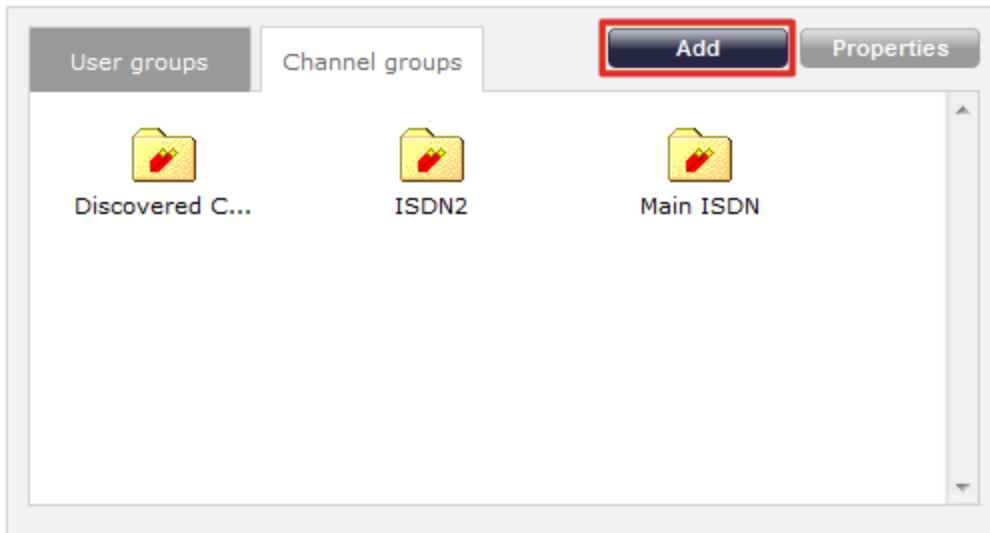 User groups
Channel groups
Add
Properties
Discovered C...
ISDN2
Main ISDN